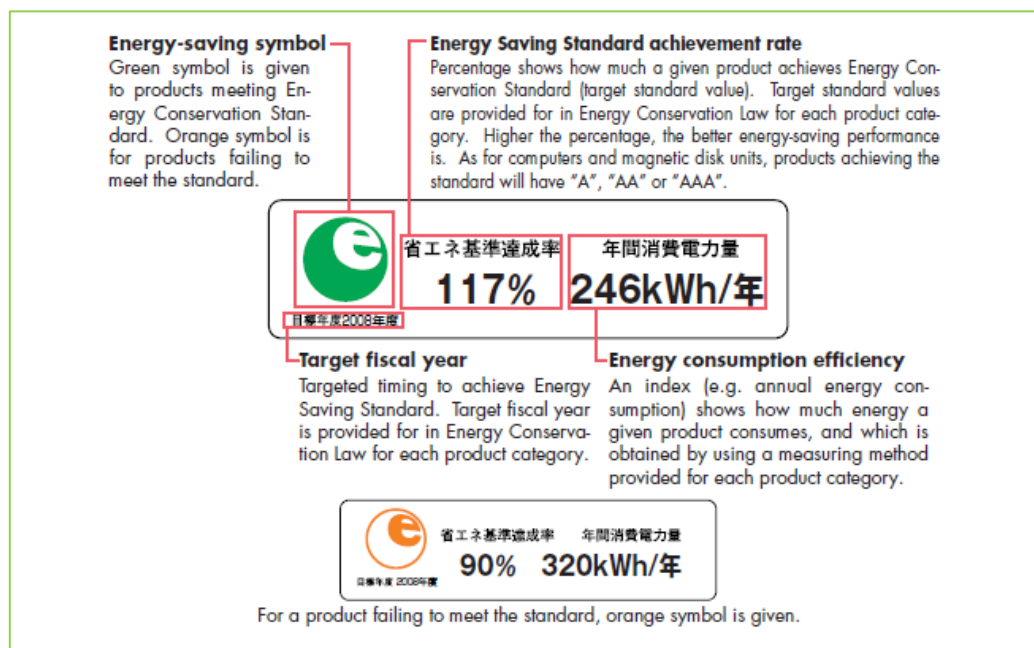 Energy-saving symbol
Green symbol is given
to products meeting En-
ergy Conservation Stan-
dard. Orange symbol is
for products failing to
meet the standard.
Energy Saving Standard achievement rate
Percentage shows how much a given product achieves Energy Con-
servation Standard (target standard value). Target standard values
are provided for in Energy Conservation Law for each product cate-
gory. Higher the percentage, the better energy-saving performance
is. As for computers and magnetic disk units, products achieving the
standard will have "A", "AA" or "AAA".
e
省エネ基準達成率
117%
年間消費電力量
246kWh/年
目標年度2008年度
Target fiscal year
Targeted timing to achieve Energy
Saving Standard. Target fiscal year
is provided for in Energy Conserva-
tion Law for each product category.
Energy consumption efficiency
An index (e.g. annual energy con-
sumption) shows how much energy a
given product consumes, and which is
obtained by using a measuring method
provided for each product category.
e
省エネ基準達成率
90%
年間消費電力量
320kWh/年
目標年度 2008年度
For a product failing to meet the standard, orange symbol is given.